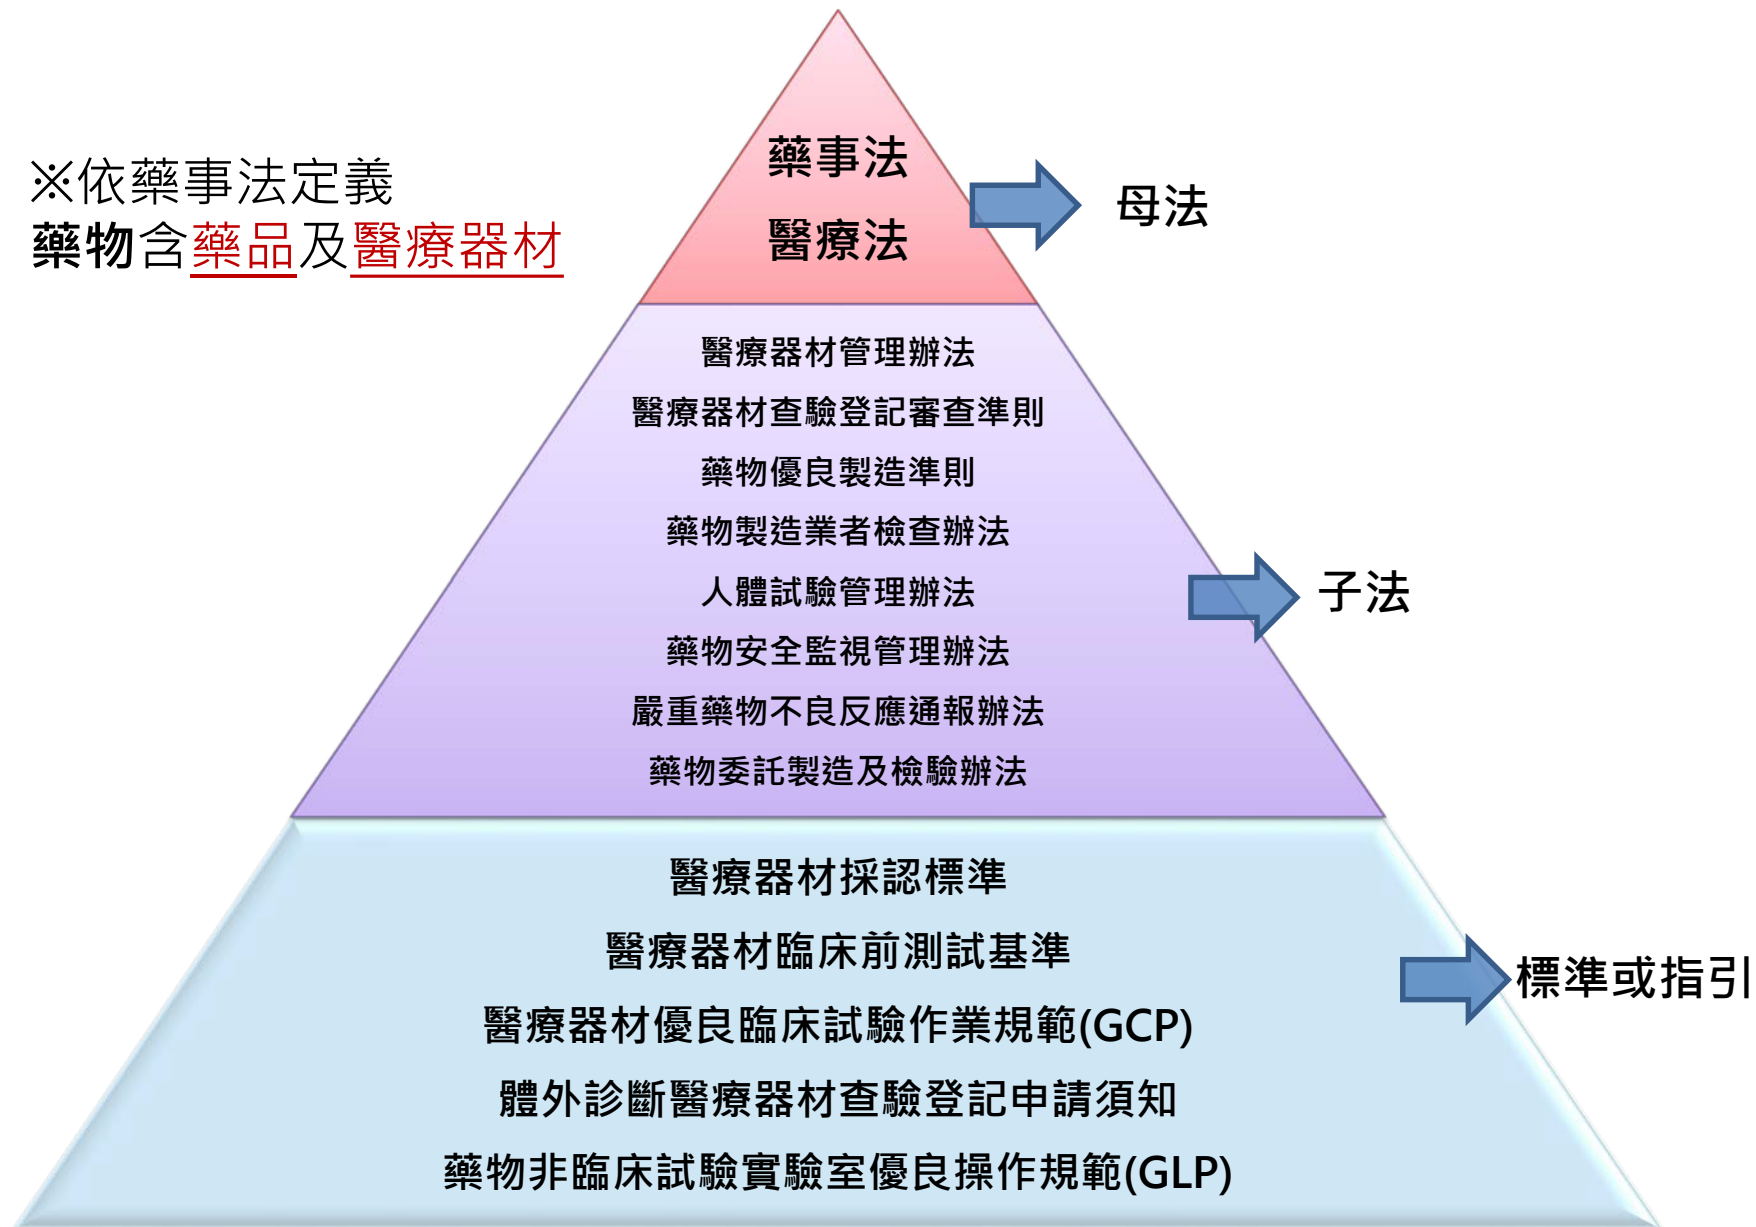 ※依藥事法定義
藥物含藥品及醫療器材
藥事法
醫療法
母法
醫療器材管理辦法
醫療器材查驗登記審查準則
藥物優良製造準則
藥物製造業者檢查辦法
人體試驗管理辦法
藥物安全監視管理辦法
嚴重藥物不良反應通報辦法
藥物委託製造及檢驗辦法
子法
醫療器材採認標準
醫療器材臨床前測試基準
醫療器材優良臨床試驗作業規範(GCP)
體外診斷醫療器材查驗登記申請須知
藥物非臨床試驗實驗室優良操作規範(GLP)
標準或指引